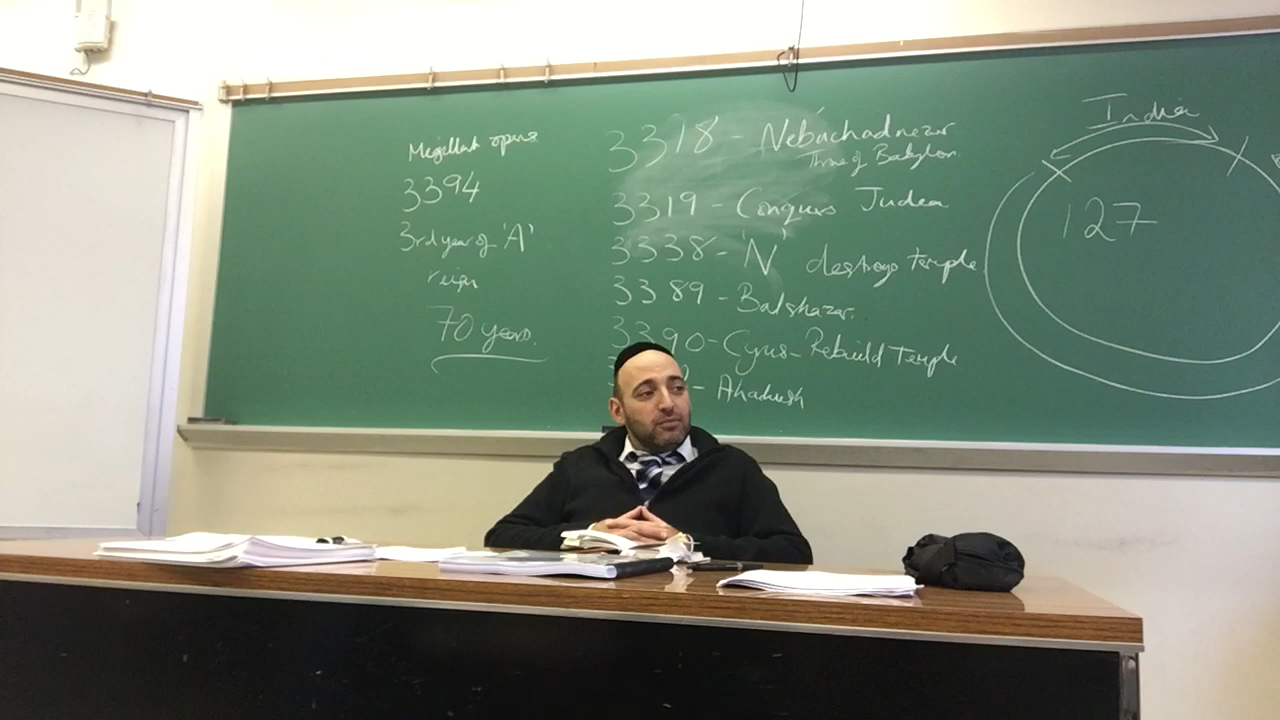 Megillah opens
3394
3rd year of 'A'
reign
70 years.
3318 - Nebuchadnezar
Throne of Babylon
3319 - Conquers Judea
3338 - 'N' destroys temple
3389 - Balshazar
3390 - Cyrus - Rebuild Temple
- Ahadush
India
127